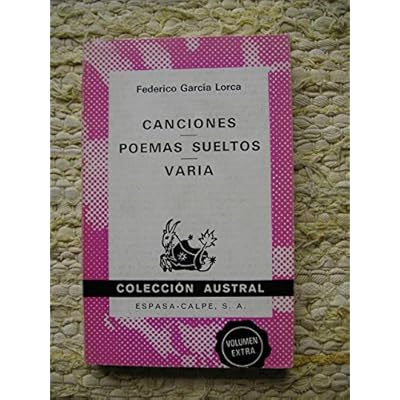 Federico García Lorca
CANCIONES
POEMAS SUELTOS
VARIA
COLECCIÓN AUSTRAL
ESPASA-CALPE, S. A.
VOLUMEN
EXTRA